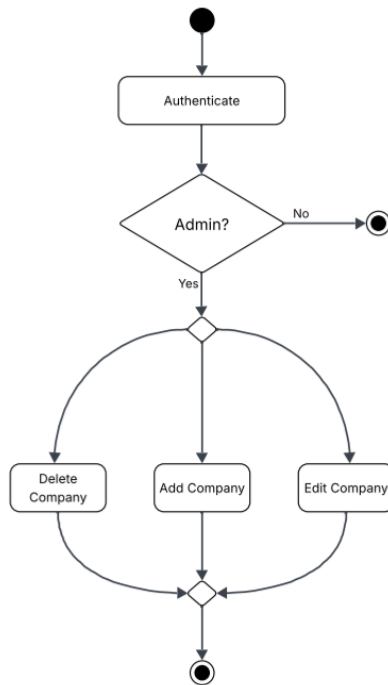 Authenticate
Admin?
No
Yes
Delete
Company
Add Company
Edit Company